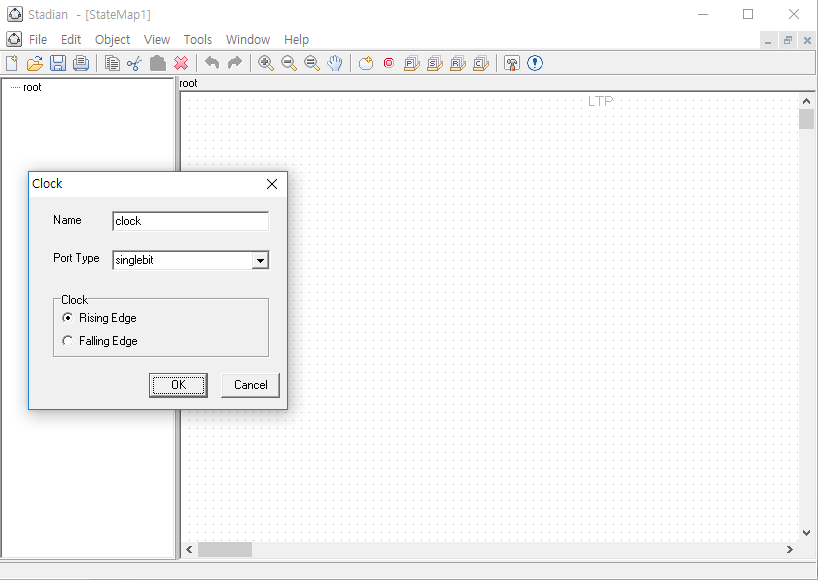 Stadian - [StateMap1]
File Edit Object View Tools Window Help
P S R C
root
root
LTP
Clock
Name clock
Port Type singlebit
Clock
Rising Edge
Falling Edge
OK Cancel